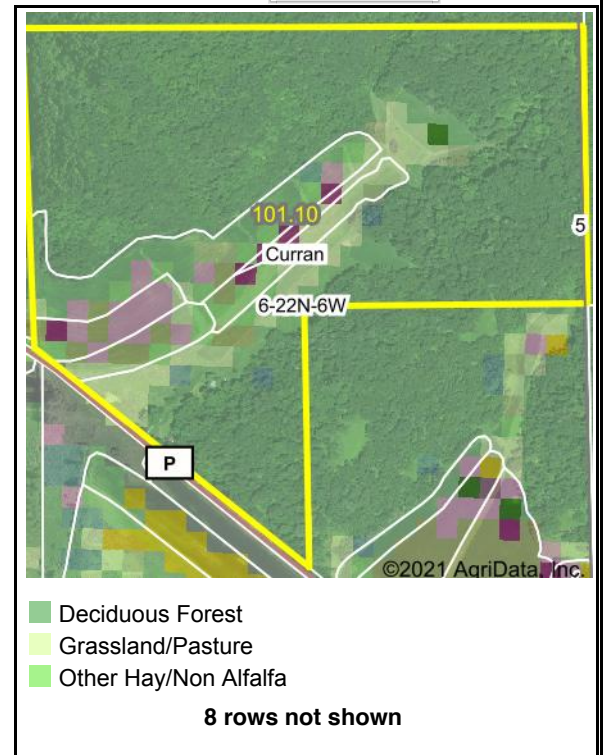 101.10
5
Curran
6-22N-6W
P
©2021 AgriData, Inc.
Deciduous Forest
Grassland/Pasture
Other Hay/Non Alfalfa
8 rows not shown